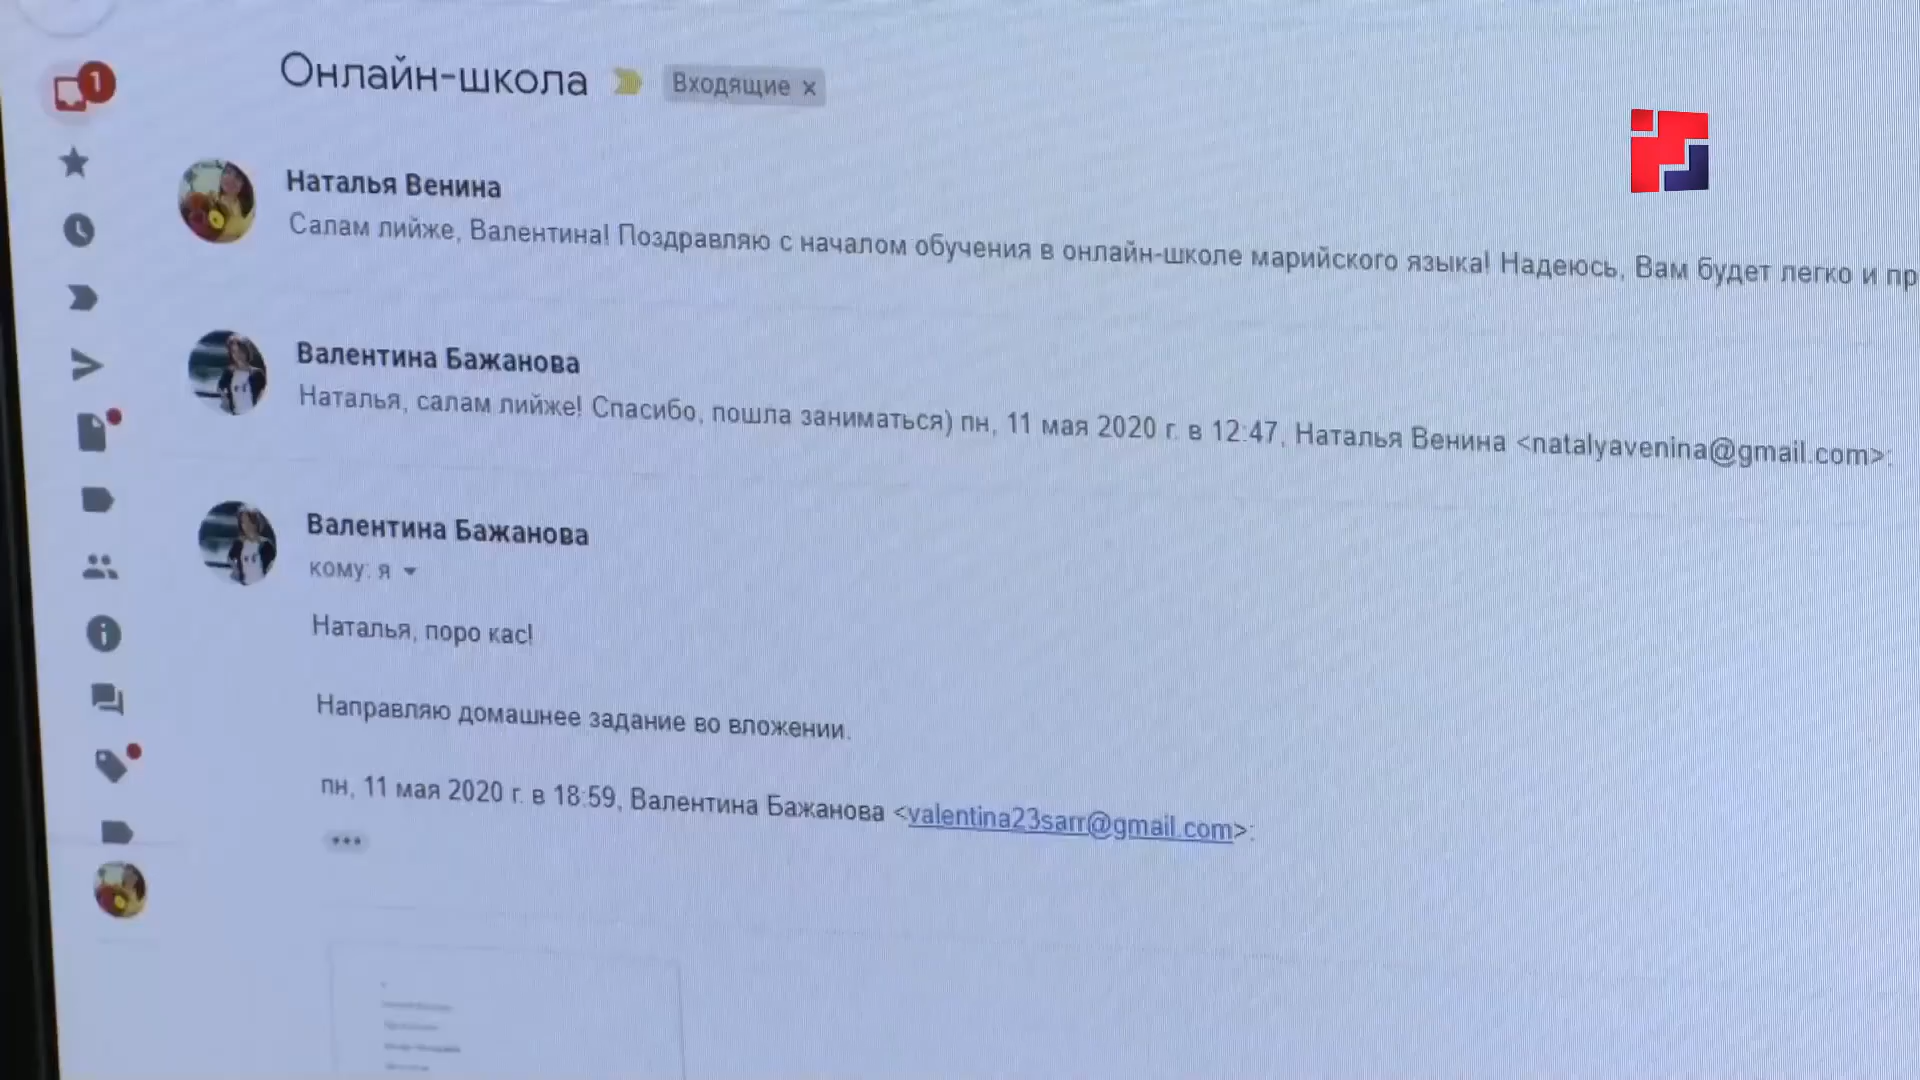 1
Онлайн-школа
Входящие ×
Наталья Венина
Салам лийже, Валентина! Поздравляю с началом обучения в онлайн-школе марийского языка! Надеюсь, Вам будет легко и пр
Валентина Бажанова
Наталья, салам лийже! Спасибо, пошла заниматься) пн, 11 мая 2020 г. в 12:47, Наталья Венина <natalyavenina@gmail.com>:
Валентина Бажанова
кому: я
Наталья, поро кас!
Направляю домашнее задание во вложении.
пн, 11 мая 2020 г. в 18:59, Валентина Бажанова <valentina23sarr@gmail.com>: